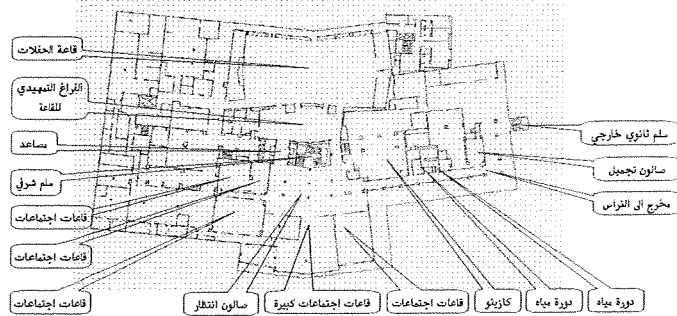 قاعة الحفلات
الفراغ التمهيدي
للقاعة
مصاعد
سلم شرفي
قاعات اجتماعات
قاعات اجتماعات
قاعات اجتماعات
صالون انتظار
قاعات اجتماعات كبيرة
قاعات اجتماعات
كازينو
دورة مياه
دورة مياه
سلم ثانوي خارجي
صالون تجميل
مخرج الى التراس